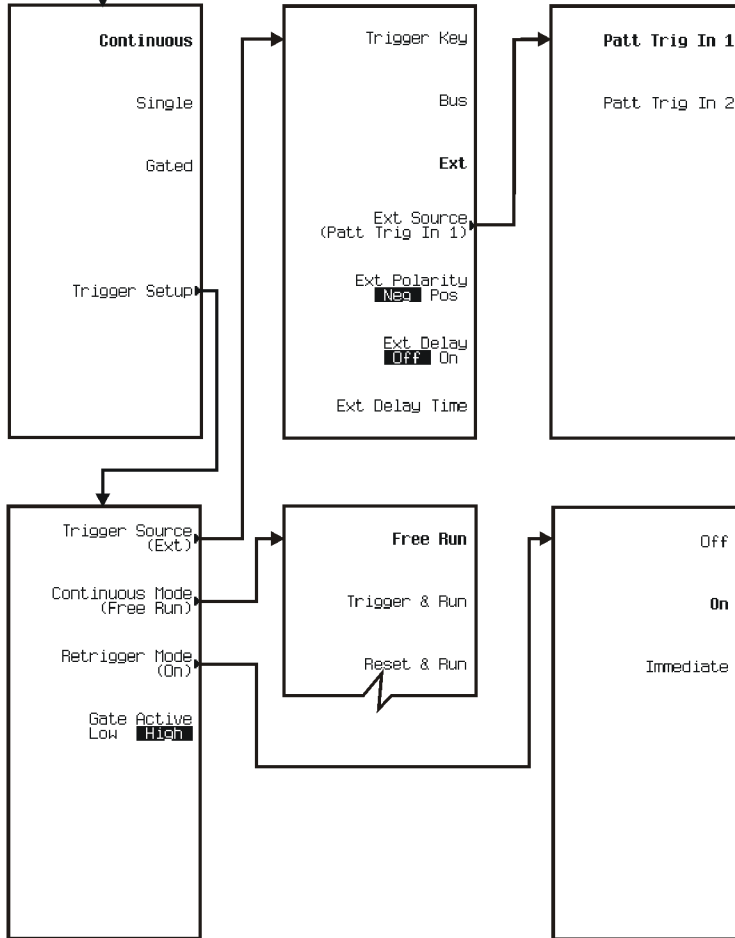 Continuous
Single
Gated
Trigger Setup
Trigger Key
Bus
Ext
Ext Source
(Patt Trig In 1)
Ext Polarity
Neg Pos
Ext Delay
Off On
Ext Delay Time
Patt Trig In 1
Patt Trig In 2
Trigger Source
(Ext)
Continuous Mode
(Free Run)
Retrigger Mode
(On)
Gate Active
Low High
Free Run
Trigger & Run
Reset & Run
Off
On
Immediate